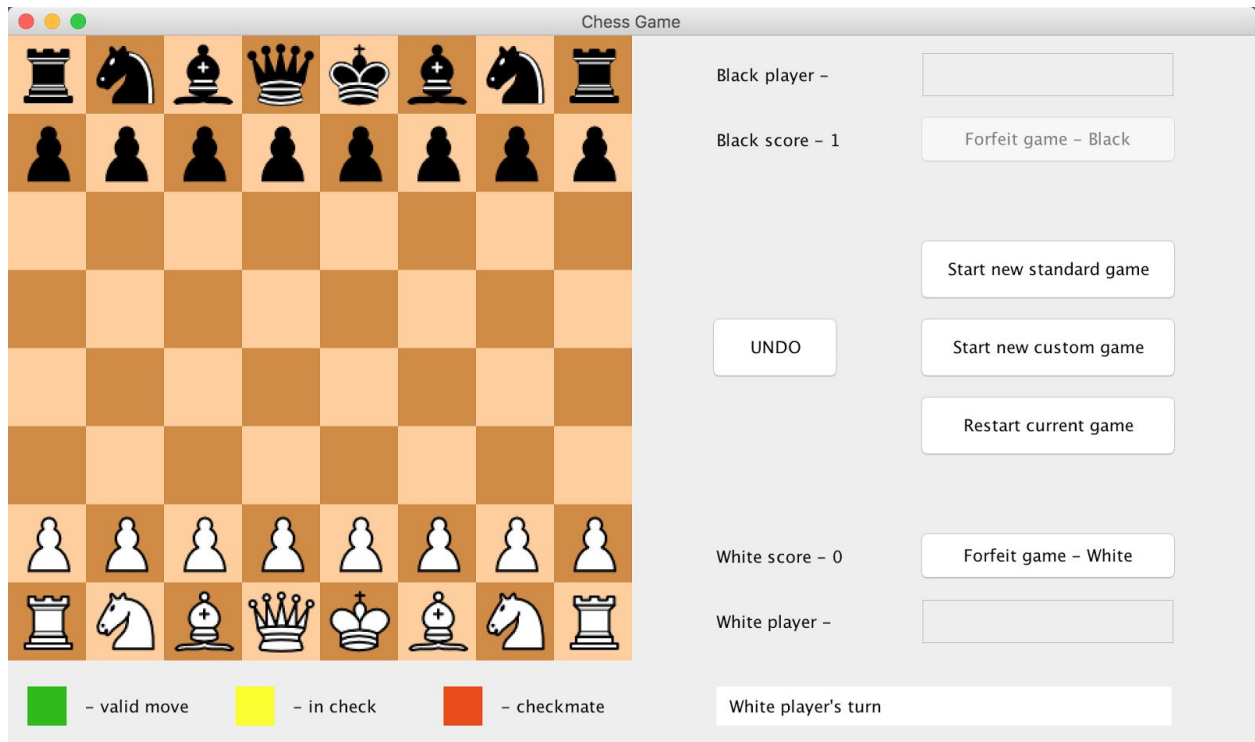 Chess Game
Black player –
Black score – 1
Forfeit game – Black
Start new standard game
UNDO
Start new custom game
Restart current game
White score – 0
Forfeit game – White
White player –
– valid move
– in check
– checkmate
White player's turn